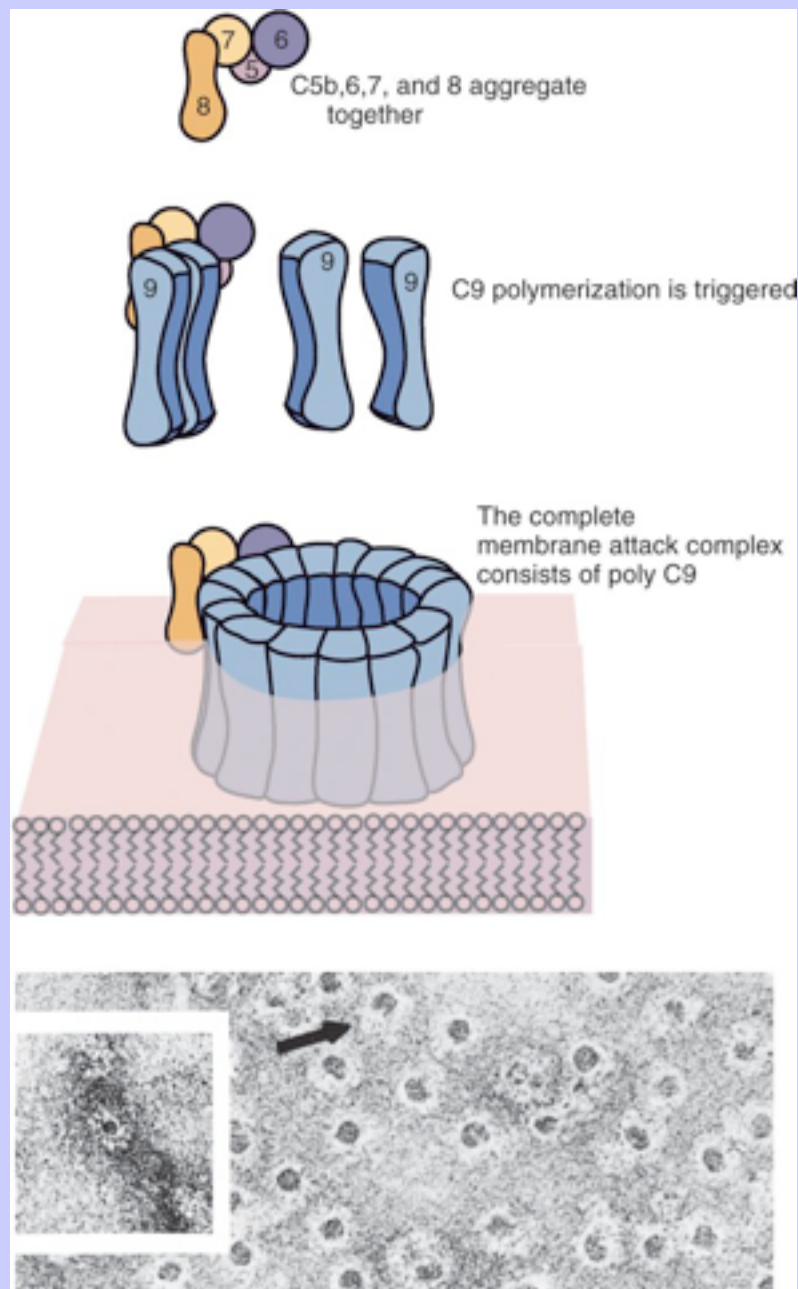 7
6
5
8
C5b,6,7, and 8 aggregate
together
9
9
9
C9 polymerization is triggered
The complete
membrane attack complex
consists of poly C9